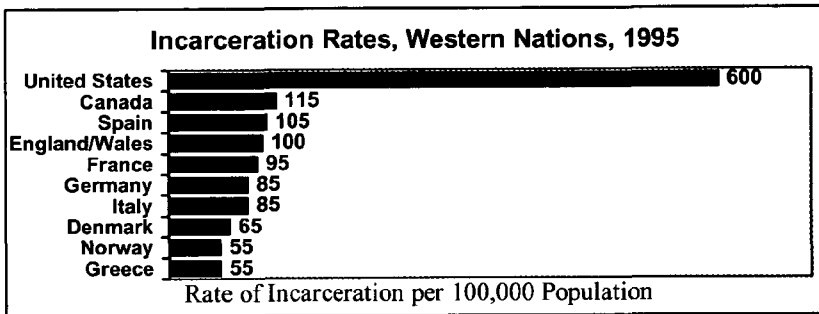 Incarceration Rates, Western Nations, 1995
United States 600
Canada 115
Spain 105
England/Wales 100
France 95
Germany 85
Italy 85
Denmark 65
Norway 55
Greece 55
Rate of Incarceration per 100,000 Population